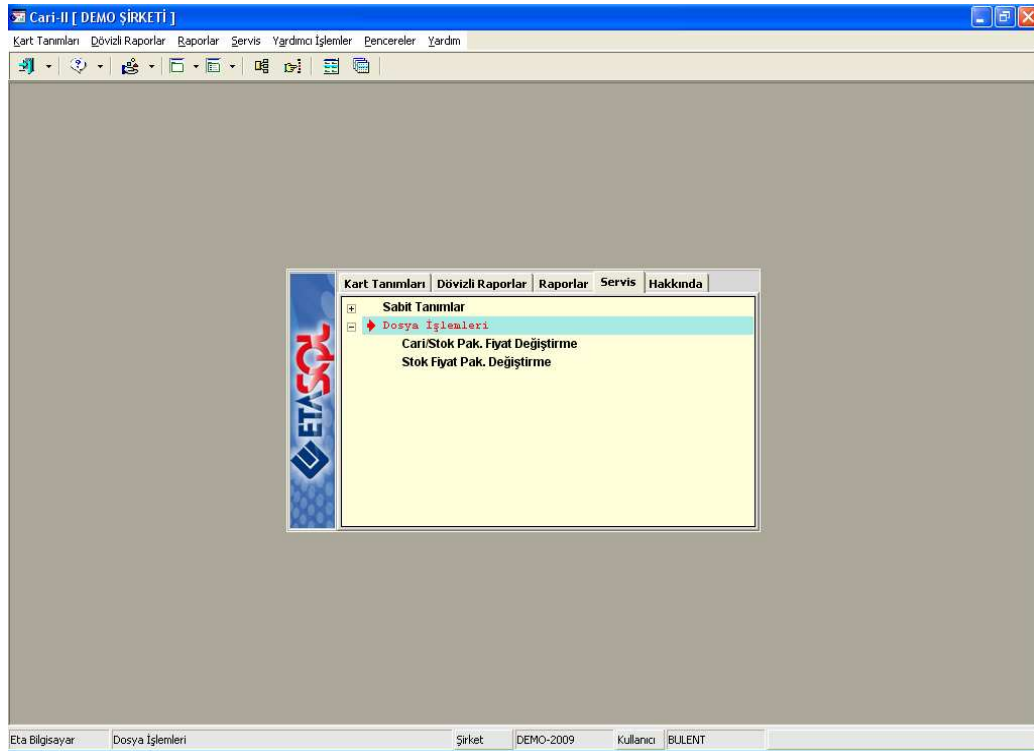 Cari-II [ DEMO ŞİRKETİ ]
Kart Tanımları Dövizli Raporlar Raporlar Servis Yardımcı İşlemler Pencereler Yardım
Kart Tanımları Dövizli Raporlar Raporlar Servis Hakkında
Sabit Tanımlar
Dosya İşlemleri
Cari/Stok Pak. Fiyat Değiştirme
Stok Fiyat Pak. Değiştirme
ETASQL
Eta Bilgisayar Dosya İşlemleri Şirket DEMO-2009 Kullanıcı BULENT